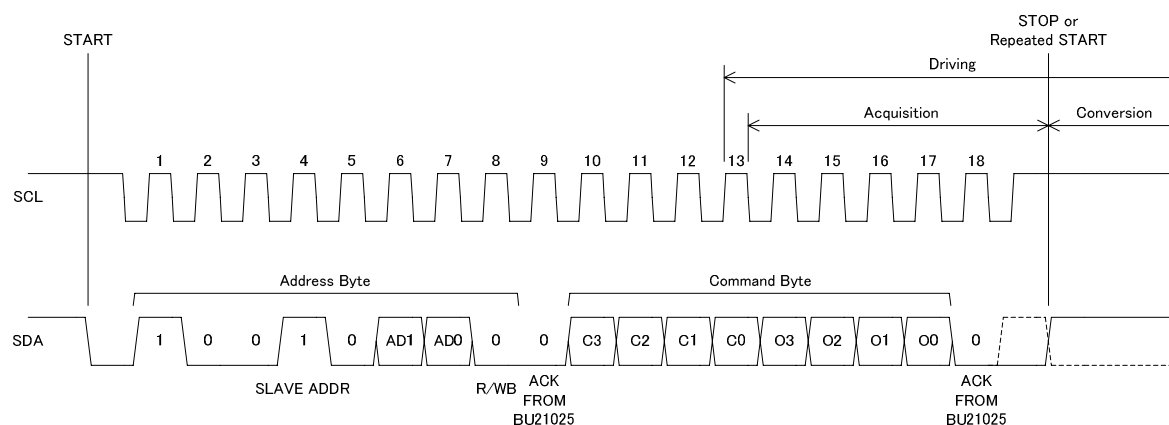 START
STOP or
Repeated START
Driving
Acquisition
Conversion
1 2 3 4 5 6 7 8 9 10 11 12 13 14 15 16 17 18
SCL
Address Byte
Command Byte
SDA
1 0 0 1 0 AD1 AD0 0 0 C3 C2 C1 C0 O3 O2 O1 O0 0
SLAVE ADDR
R/WB
ACK
FROM
BU21025
ACK
FROM
BU21025